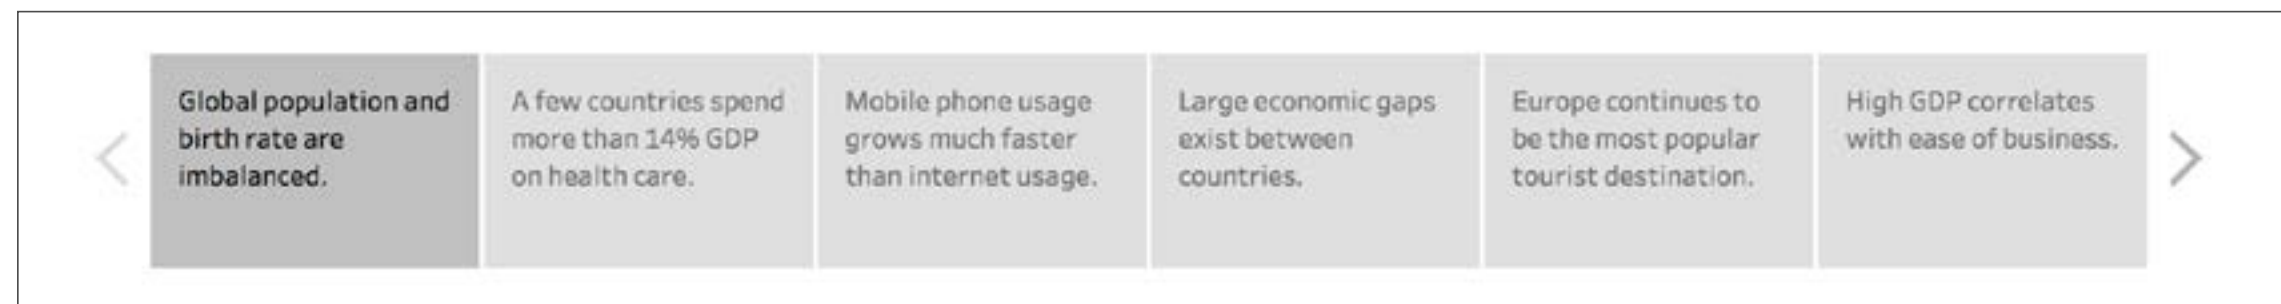 Global population and
birth rate are
imbalanced.
A few countries spend
more than 14% GDP
on health care.
Mobile phone usage
grows much faster
than internet usage.
Large economic gaps
exist between
countries.
Europe continues to
be the most popular
tourist destination.
High GDP correlates
with ease of business.